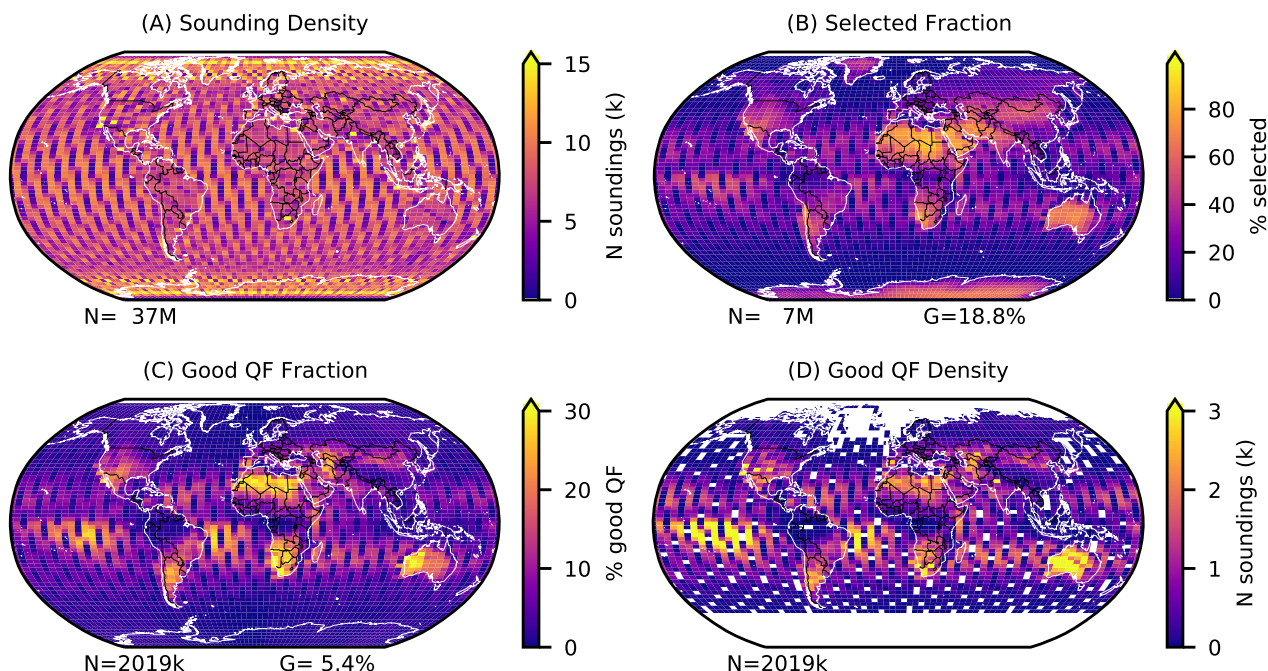 (A) Sounding Density
15
10
5
0
N soundings (k)
N= 37M
(B) Selected Fraction
80
60
40
20
0
% selected
N= 7M G=18.8%
(C) Good QF Fraction
30
20
10
0
% good QF
N=2019k G= 5.4%
(D) Good QF Density
3
2
1
0
N soundings (k)
N=2019k